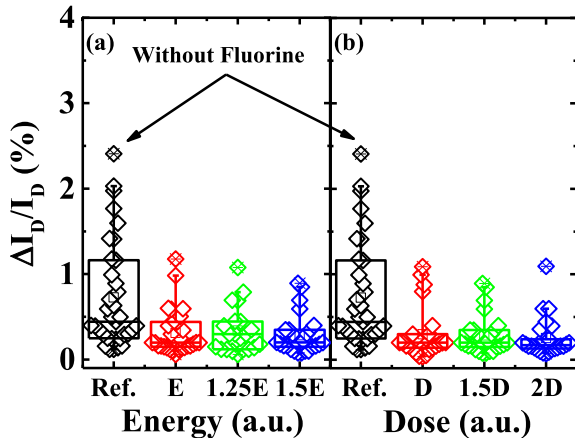 (a)
(b)
Without Fluorine
ΔI_D/I_D (%)
4
3
2
1
0
Ref. E 1.25E 1.5E
Ref. D 1.5D 2D
Energy (a.u.)
Dose (a.u.)